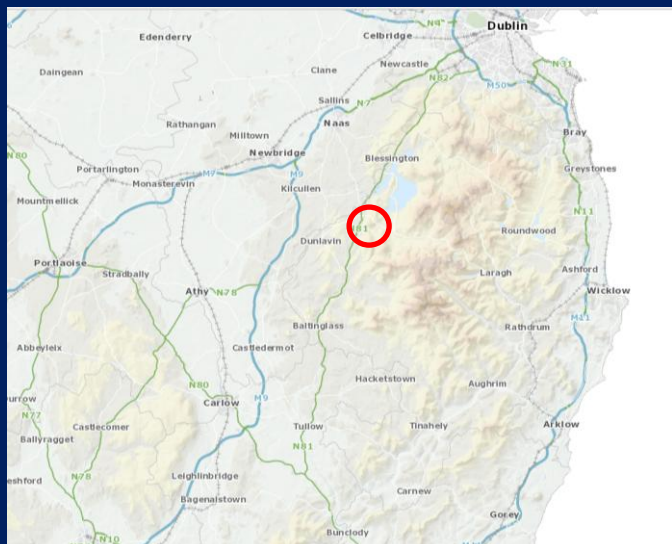 Dublin
N4
Edenderry
Celbridge
Daingean
Clane
Newcastle
N82
N31
M50
Sallins
N7
Rathangan
Naas
Milltown
Bray
N80
Newbridge
M9
Blessington
Portarlington
M7
Greystones
Monasterevin
Kilcullen
Mountmellick
N11
N81
Roundwood
Dunlavin
Portlaoise
Stradbally
Laragh
Ashford
Athy
N78
Wicklow
M11
Baltinglass
Rathdrum
Abbeyleix
Castledermot
Hacketstown
Aughrim
N80
urrow
M9
Carlow
N77
Castlecomer
Tullow
Tinahely
Arklow
Ballyragget
N81
N78
Leighlinbridge
eshford
Carnew
Bagenalstown
Gorey
N10
Bunclody